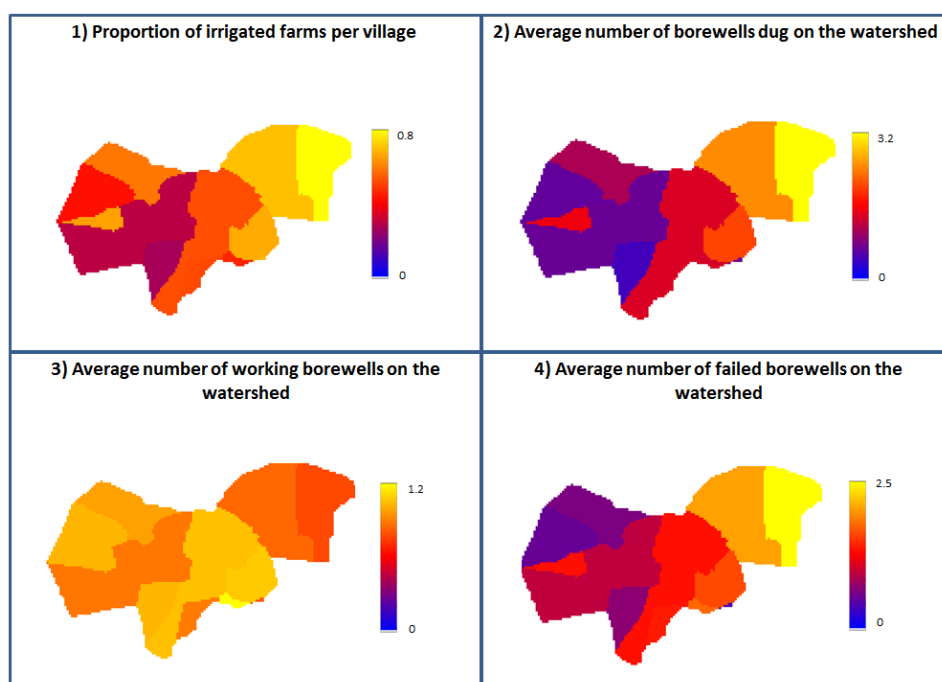 1) Proportion of irrigated farms per village
0.8
0
2) Average number of borewells dug on the watershed
3.2
0
3) Average number of working borewells on the
watershed
1.2
0
4) Average number of failed borewells on the
watershed
2.5
0